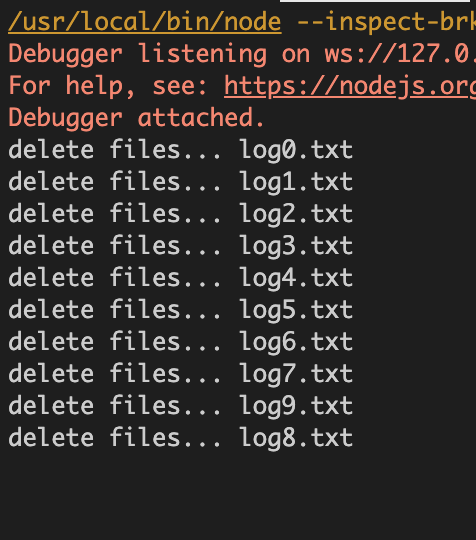 /usr/local/bin/node --inspect-brk
Debugger listening on ws://127.0.
For help, see: https://nodejs.org
Debugger attached.
delete files... log0.txt
delete files... log1.txt
delete files... log2.txt
delete files... log3.txt
delete files... log4.txt
delete files... log5.txt
delete files... log6.txt
delete files... log7.txt
delete files... log9.txt
delete files... log8.txt